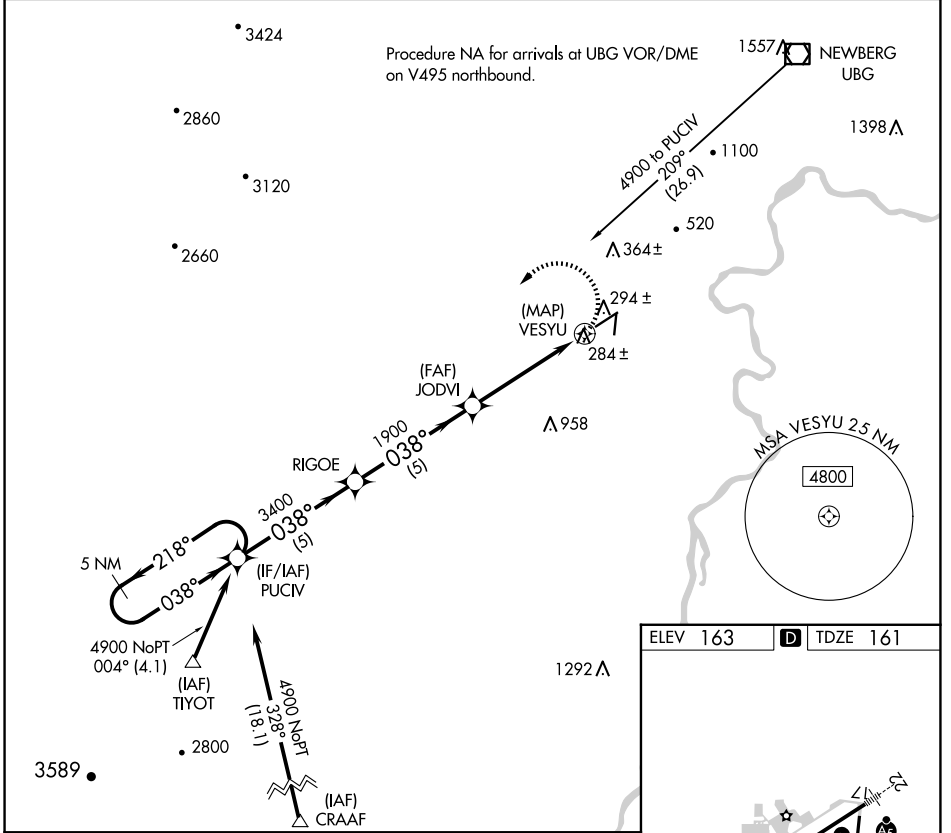 3424
Procedure NA for arrivals at UBG VOR/DME
on V495 northbound.
1557
NEWBERG
UBG
2860
1398
4900 to PUCIV
209°
(26.9)
1100
3120
520
2660
364±
(MAP)
VESYU
294 ±
284 ±
(FAF)
JODVI
958
1900
038°
(5)
MSA VESYU 25 NM
4800
RIGOE
3400
038°
(5)
5 NM
218°
038°
(IF/IAF)
PUCIV
4900 NoPT
004° (4.1)
(IAF)
TIYOT
4900 NoPT
328°
(18.1)
1292
ELEV 163 D TDZE 161
2800
3589
(IAF)
CRAAF
22
17
A5